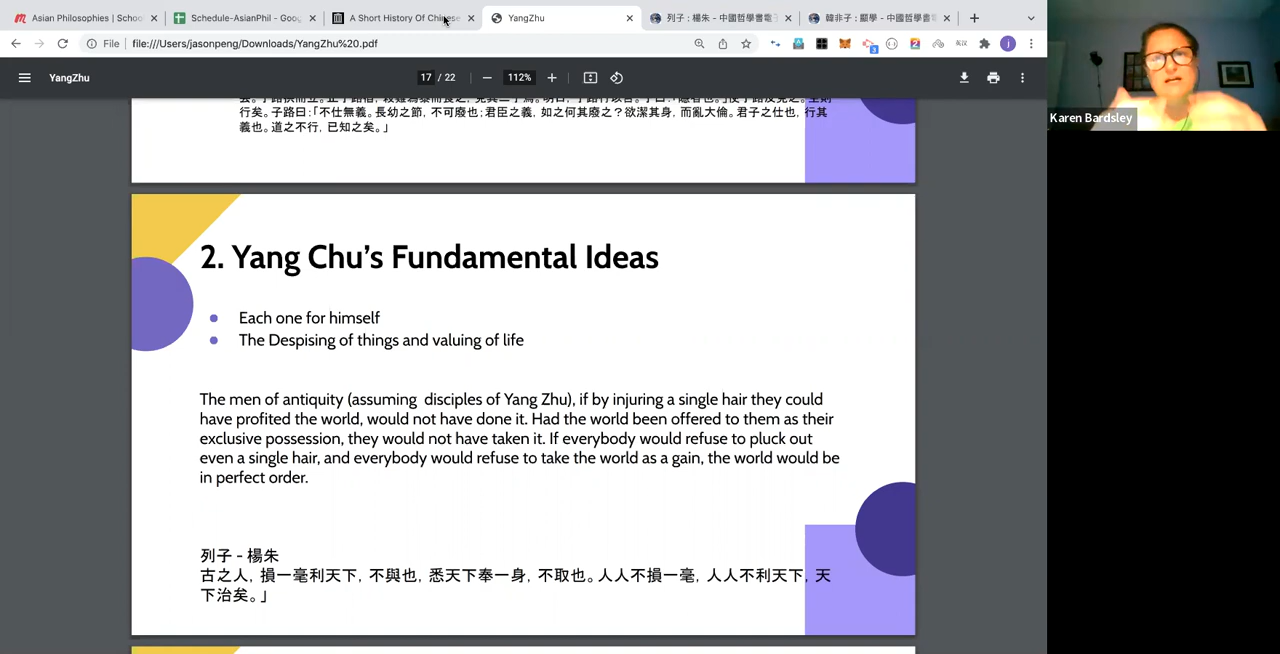 Asian Philosophies | Schoo
Schedule-AsianPhil - Goog
A Short History Of Chinese
YangZhu
列子 : 楊朱 - 中國哲學書電子
韓非子 : 顯學 - 中國哲學書電
File
file:///Users/jasonpeng/Downloads/YangZhu%20.pdf
YangZhu
17 / 22
112%
Karen Bardsley
行矣。子路曰：「不仕無義。長幼之節，不可廢也；君臣之義，如之何其廢之？欲潔其身，而亂大倫。君子之仕也，行其
義也。道之不行，已知之矣。」
2. Yang Chu's Fundamental Ideas
Each one for himself
The Despising of things and valuing of life
The men of antiquity (assuming disciples of Yang Zhu), if by injuring a single hair they could
have profited the world, would not have done it. Had the world been offered to them as their
exclusive possession, they would not have taken it. If everybody would refuse to pluck out
even a single hair, and everybody would refuse to take the world as a gain, the world would be
in perfect order.
列子 - 楊朱
古之人，損一毫利天下，不與也，悉天下奉一身，不取也。人人不損一毫，人人不利天下，天
下治矣。」